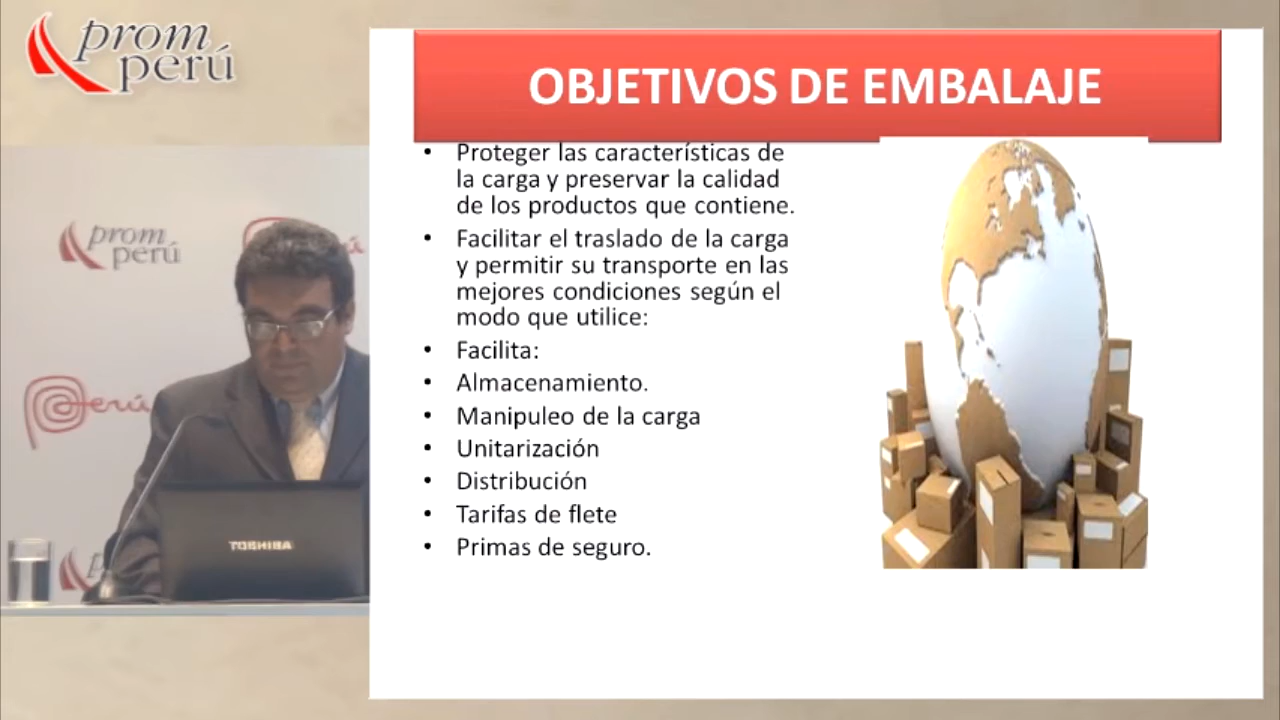 prom
perú
OBJETIVOS DE EMBALAJE
• Proteger las características de
la carga y preservar la calidad
de los productos que contiene.
• Facilitar el traslado de la carga
y permitir su transporte en las
mejores condiciones según el
modo que utilice:
• Facilita:
• Almacenamiento.
• Manipuleo de la carga
• Unitarización
• Distribución
• Tarifas de flete
• Primas de seguro.
prom
perú
Perú
TOSHIBA